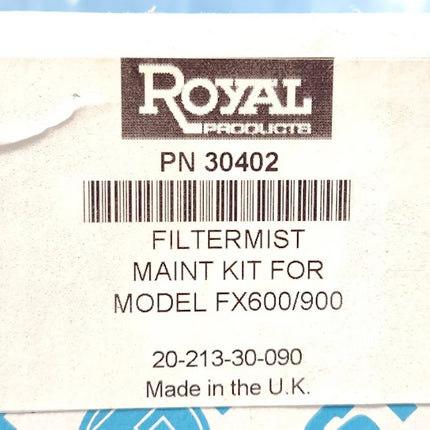 ROYAL
PRODUCTS
PN 30402
FILTERMIST
MAINT KIT FOR
MODEL FX600/900
20-213-30-090
Made in the U.K.